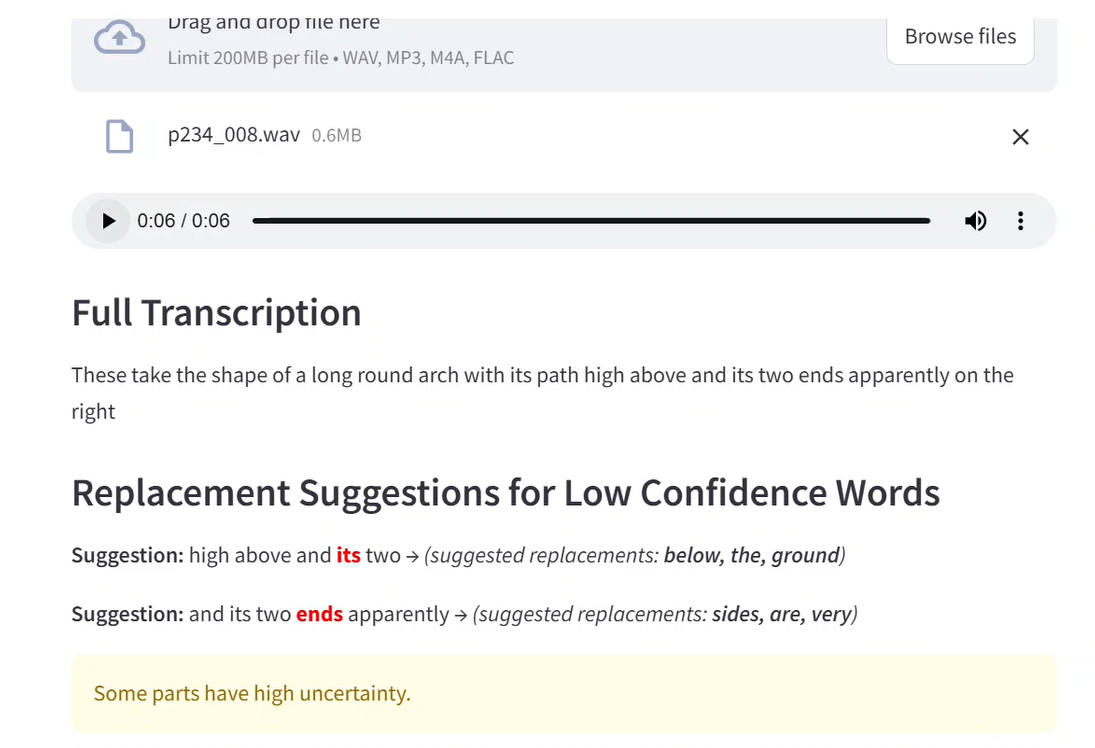 Drag and drop file here
Browse files
Limit 200MB per file • WAV, MP3, M4A, FLAC
p234_008.wav 0.6MB
0:06 / 0:06
Full Transcription
These take the shape of a long round arch with its path high above and its two ends apparently on the
right
Replacement Suggestions for Low Confidence Words
Suggestion: high above and its two → (suggested replacements: below, the, ground)
Suggestion: and its two ends apparently → (suggested replacements: sides, are, very)
Some parts have high uncertainty.